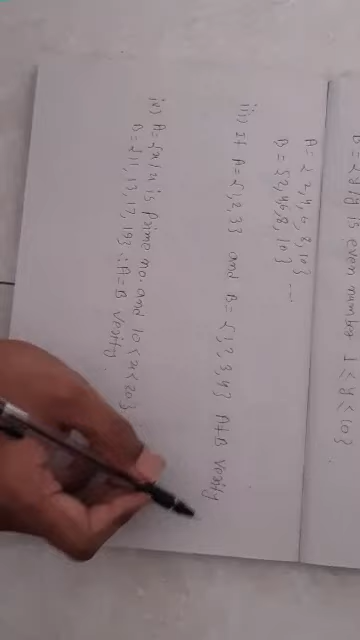 B = {y/y is even number 1 ≤ y ≤ 10}.
A = {2,4,6,8,10} ...
B = {2,4,6,8,10}
iii) If A = {1,2,3} and B = {1,2,3,4} A≠B verify
iv) A = {x/x is prime no. and 10<x<20}
B = {11,13,17,19} ∴ A = B verify.